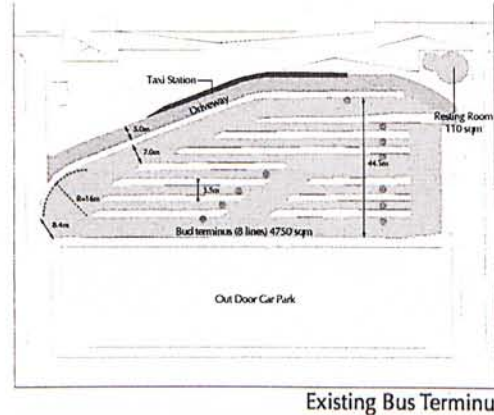 Taxi Station
Driveway
Resting Room
110 sqm
5.0m
7.0m
44.5m
R=16m
3.5m
8.4m
Bud terminus (8 lines) 4750 sqm
Out Door Car Park
Existing Bus Terminu